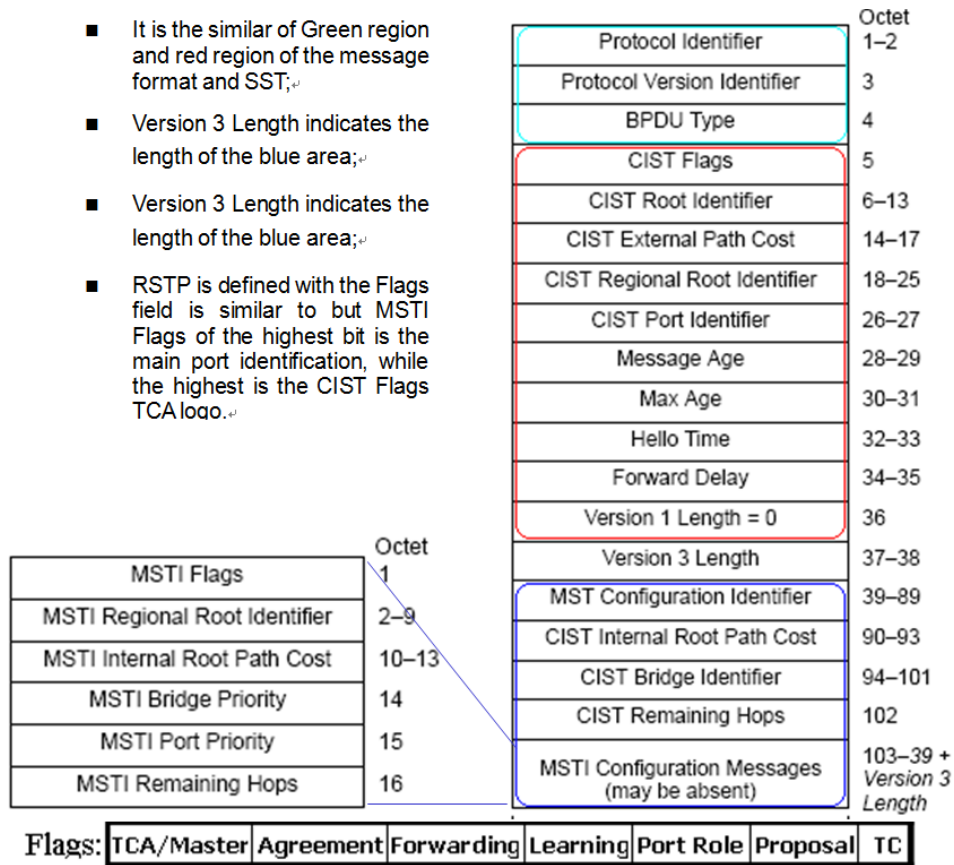 ■ It is the similar of Green region
and red region of the message
format and SST;↵
■ Version 3 Length indicates the
length of the blue area;↵
■ Version 3 Length indicates the
length of the blue area;↵
■ RSTP is defined with the Flags
field is similar to but MSTI
Flags of the highest bit is the
main port identification, while
the highest is the CIST Flags
TCA logo.↵
Octet
Protocol Identifier 1–2
Protocol Version Identifier 3
BPDU Type 4
CIST Flags 5
CIST Root Identifier 6–13
CIST External Path Cost 14–17
CIST Regional Root Identifier 18–25
CIST Port Identifier 26–27
Message Age 28–29
Max Age 30–31
Hello Time 32–33
Forward Delay 34–35
Version 1 Length = 0 36
Version 3 Length 37–38
MST Configuration Identifier 39–89
CIST Internal Root Path Cost 90–93
CIST Bridge Identifier 94–101
CIST Remaining Hops 102
MSTI Configuration Messages
(may be absent)
103–39 +
Version 3
Length
Octet
MSTI Flags 1
MSTI Regional Root Identifier 2–9
MSTI Internal Root Path Cost 10–13
MSTI Bridge Priority 14
MSTI Port Priority 15
MSTI Remaining Hops 16
Flags: TCA/Master Agreement Forwarding Learning Port Role Proposal TC